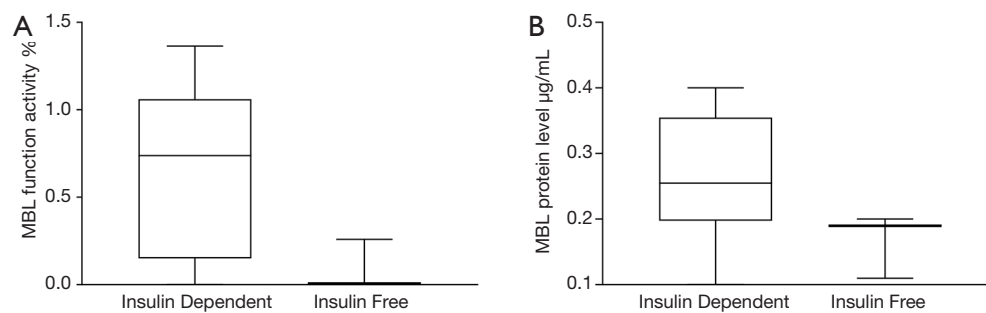 A
MBL function activity %
1.5
1.0
0.5
0.0
Insulin Dependent
Insulin Free
B
MBL protein level µg/mL
0.5
0.4
0.3
0.2
0.1
Insulin Dependent
Insulin Free